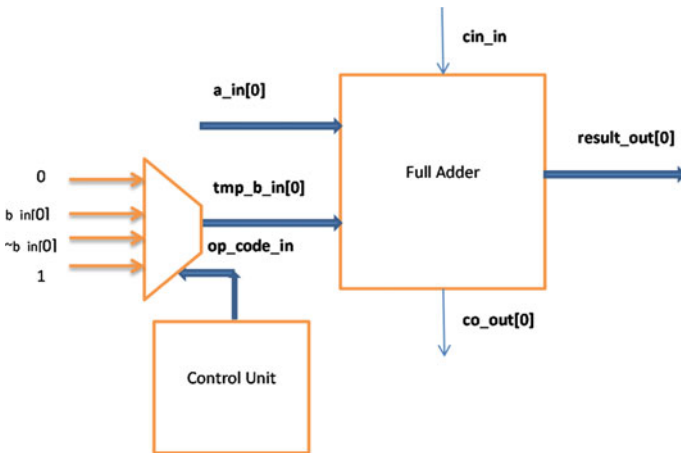 cin_in
a_in[0]
result_out[0]
Full Adder
0
tmp_b_in[0]
b in[0]
~b in[0]
op_code_in
1
co_out[0]
Control Unit